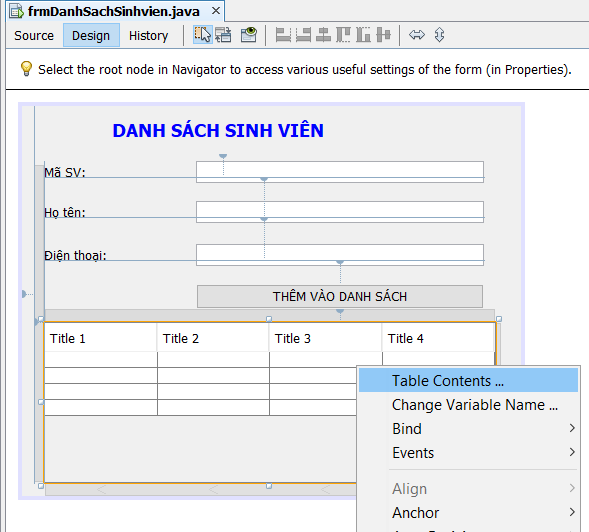 frmDanhSachSinhvien.java ×
Source Design History
Select the root node in Navigator to access various useful settings of the form (in Properties).
DANH SÁCH SINH VIÊN
Mã SV:
Họ tên:
Điện thoại:
THÊM VÀO DANH SÁCH
Title 1 Title 2 Title 3 Title 4
Table Contents ...
Change Variable Name ...
Bind
Events
Align
Anchor